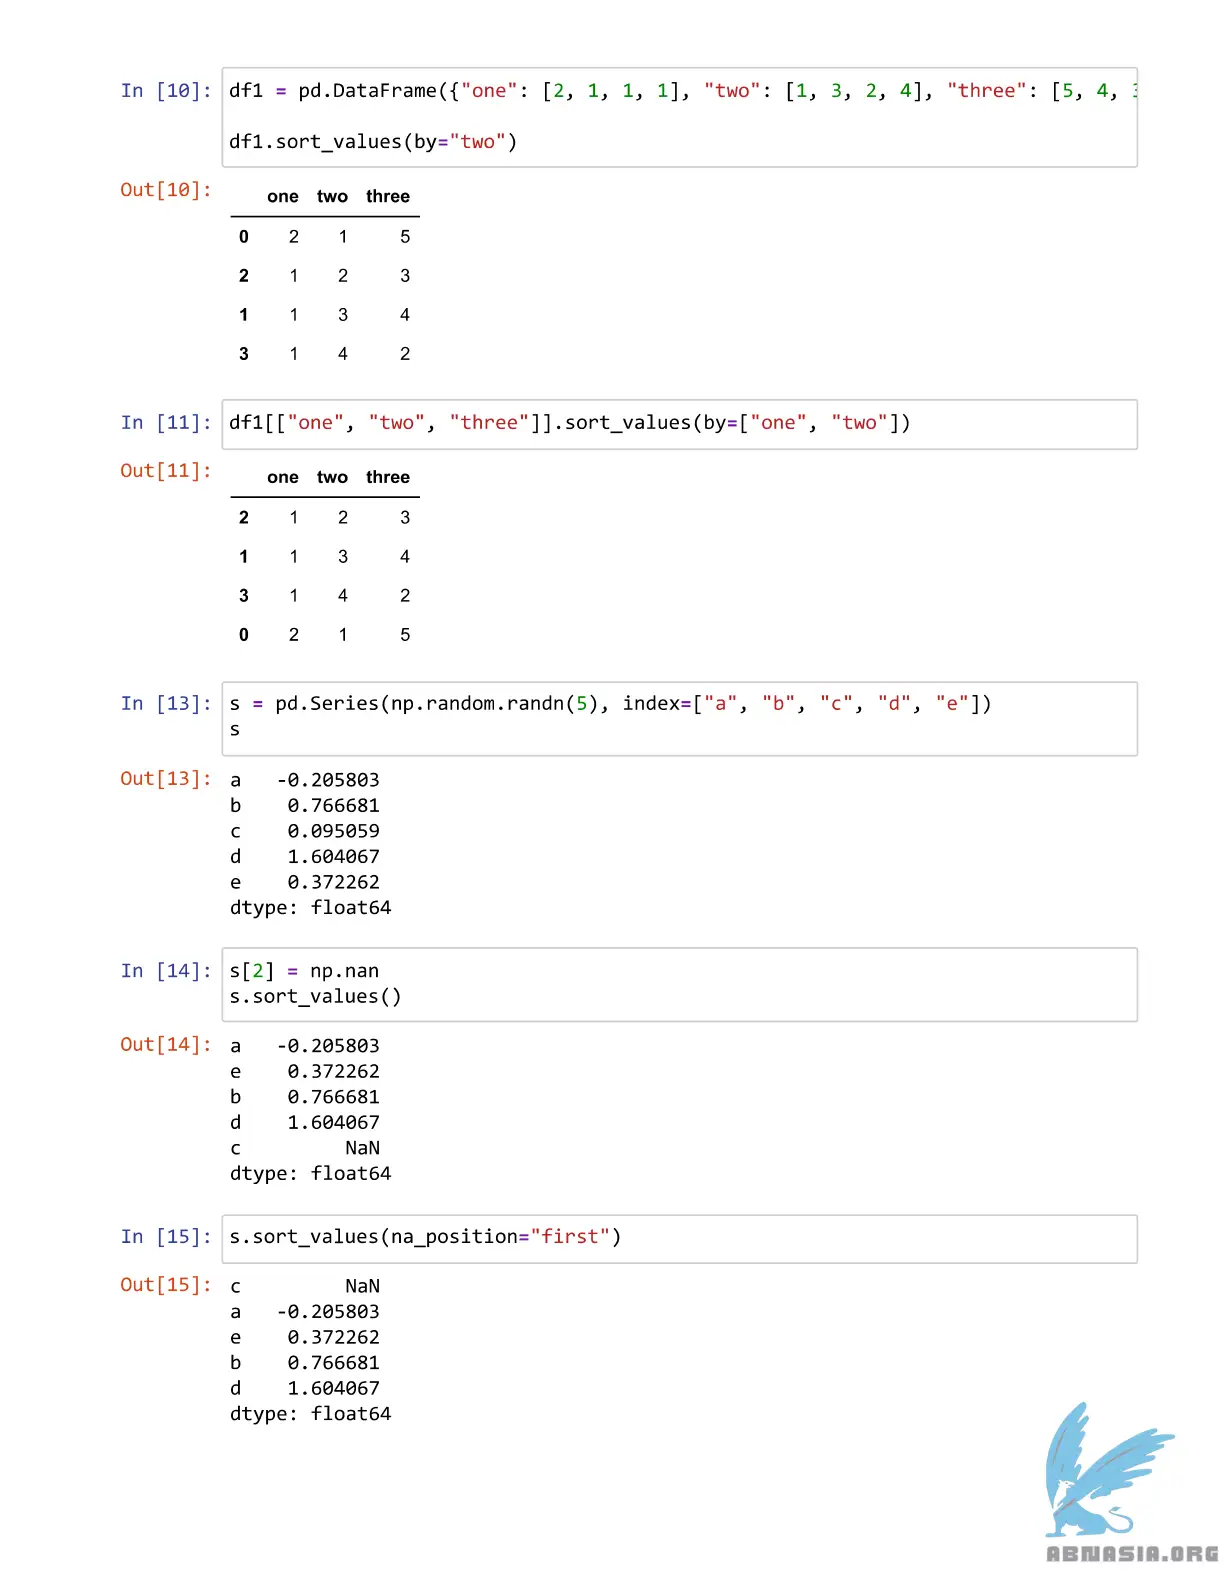 In [10]: df1 = pd.DataFrame({"one": [2, 1, 1, 1], "two": [1, 3, 2, 4], "three": [5, 4, 3
df1.sort_values(by="two")
Out[10]:
one two three
0 2 1 5
2 1 2 3
1 1 3 4
3 1 4 2
In [11]: df1[["one", "two", "three"]].sort_values(by=["one", "two"])
Out[11]:
one two three
2 1 2 3
1 1 3 4
3 1 4 2
0 2 1 5
In [13]: s = pd.Series(np.random.randn(5), index=["a", "b", "c", "d", "e"])
s
Out[13]: a -0.205803
b 0.766681
c 0.095059
d 1.604067
e 0.372262
dtype: float64
In [14]: s[2] = np.nan
s.sort_values()
Out[14]: a -0.205803
e 0.372262
b 0.766681
d 1.604067
c NaN
dtype: float64
In [15]: s.sort_values(na_position="first")
Out[15]: c NaN
a -0.205803
e 0.372262
b 0.766681
d 1.604067
dtype: float64
ABNASIA.ORG